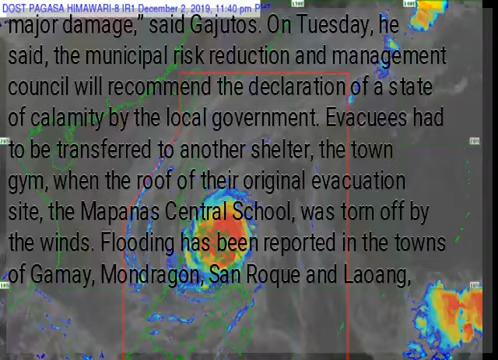 DOST PAGASA HIMAWARI-8 IR1 December 2, 2019, 11:40 pm
major damage,” said Gajutos. On Tuesday, he
said, the municipal risk reduction and management
council will recommend the declaration of a state
of calamity by the local government. Evacuees had
to be transferred to another shelter, the town
gym, when the roof of their original evacuation
site, the Mapanas Central School, was torn off by
the winds. Flooding has been reported in the towns
of Gamay, Mondragon, San Roque and Laoang,